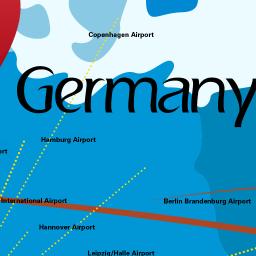 Copenhagen Airport
Germany
Hamburg Airport
International Airport
Berlin Brandenburg Airport
Hannover Airport
Leipzig/Halle Airport